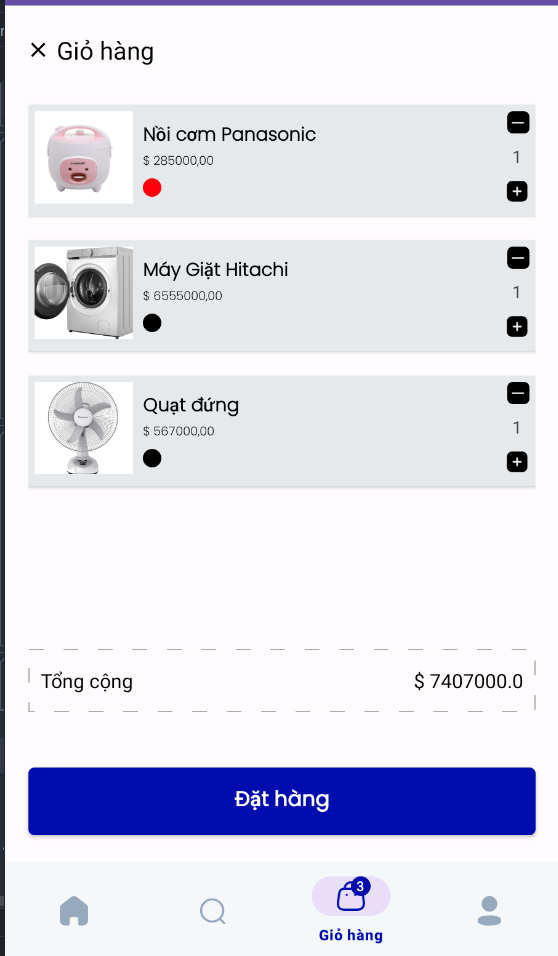 Giỏ hàng
Nồi cơm Panasonic
$ 285000,00
1
Máy Giặt Hitachi
$ 6555000,00
1
Quạt đứng
$ 567000,00
1
Tổng cộng
$ 7407000.0
Đặt hàng
3
Giỏ hàng